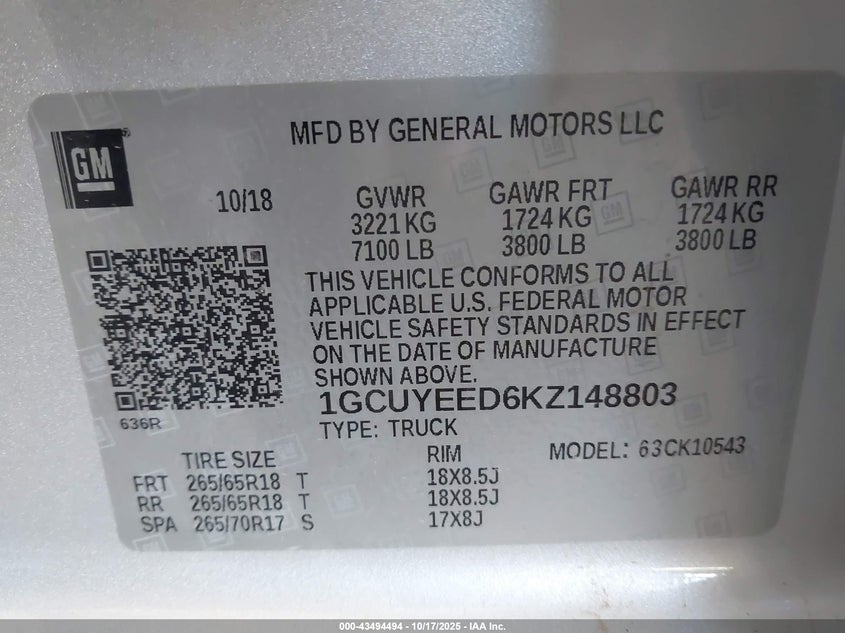 MFD BY GENERAL MOTORS LLC
GM
10/18
GVWR GAWR FRT GAWR RR
3221 KG 1724 KG 1724 KG
7100 LB 3800 LB 3800 LB
THIS VEHICLE CONFORMS TO ALL
APPLICABLE U.S. FEDERAL MOTOR
VEHICLE SAFETY STANDARDS IN EFFECT
ON THE DATE OF MANUFACTURE
SHOWN ABOVE.
1GCUYEED6KZ148803
636R
TYPE: TRUCK
MODEL: 63CK10543
TIRE SIZE RIM
FRT 265/65R18 T 18X8.5J
RR 265/65R18 T 18X8.5J
SPA 265/70R17 S 17X8J
000-43494494 - 10/17/2025 - IAA Inc.